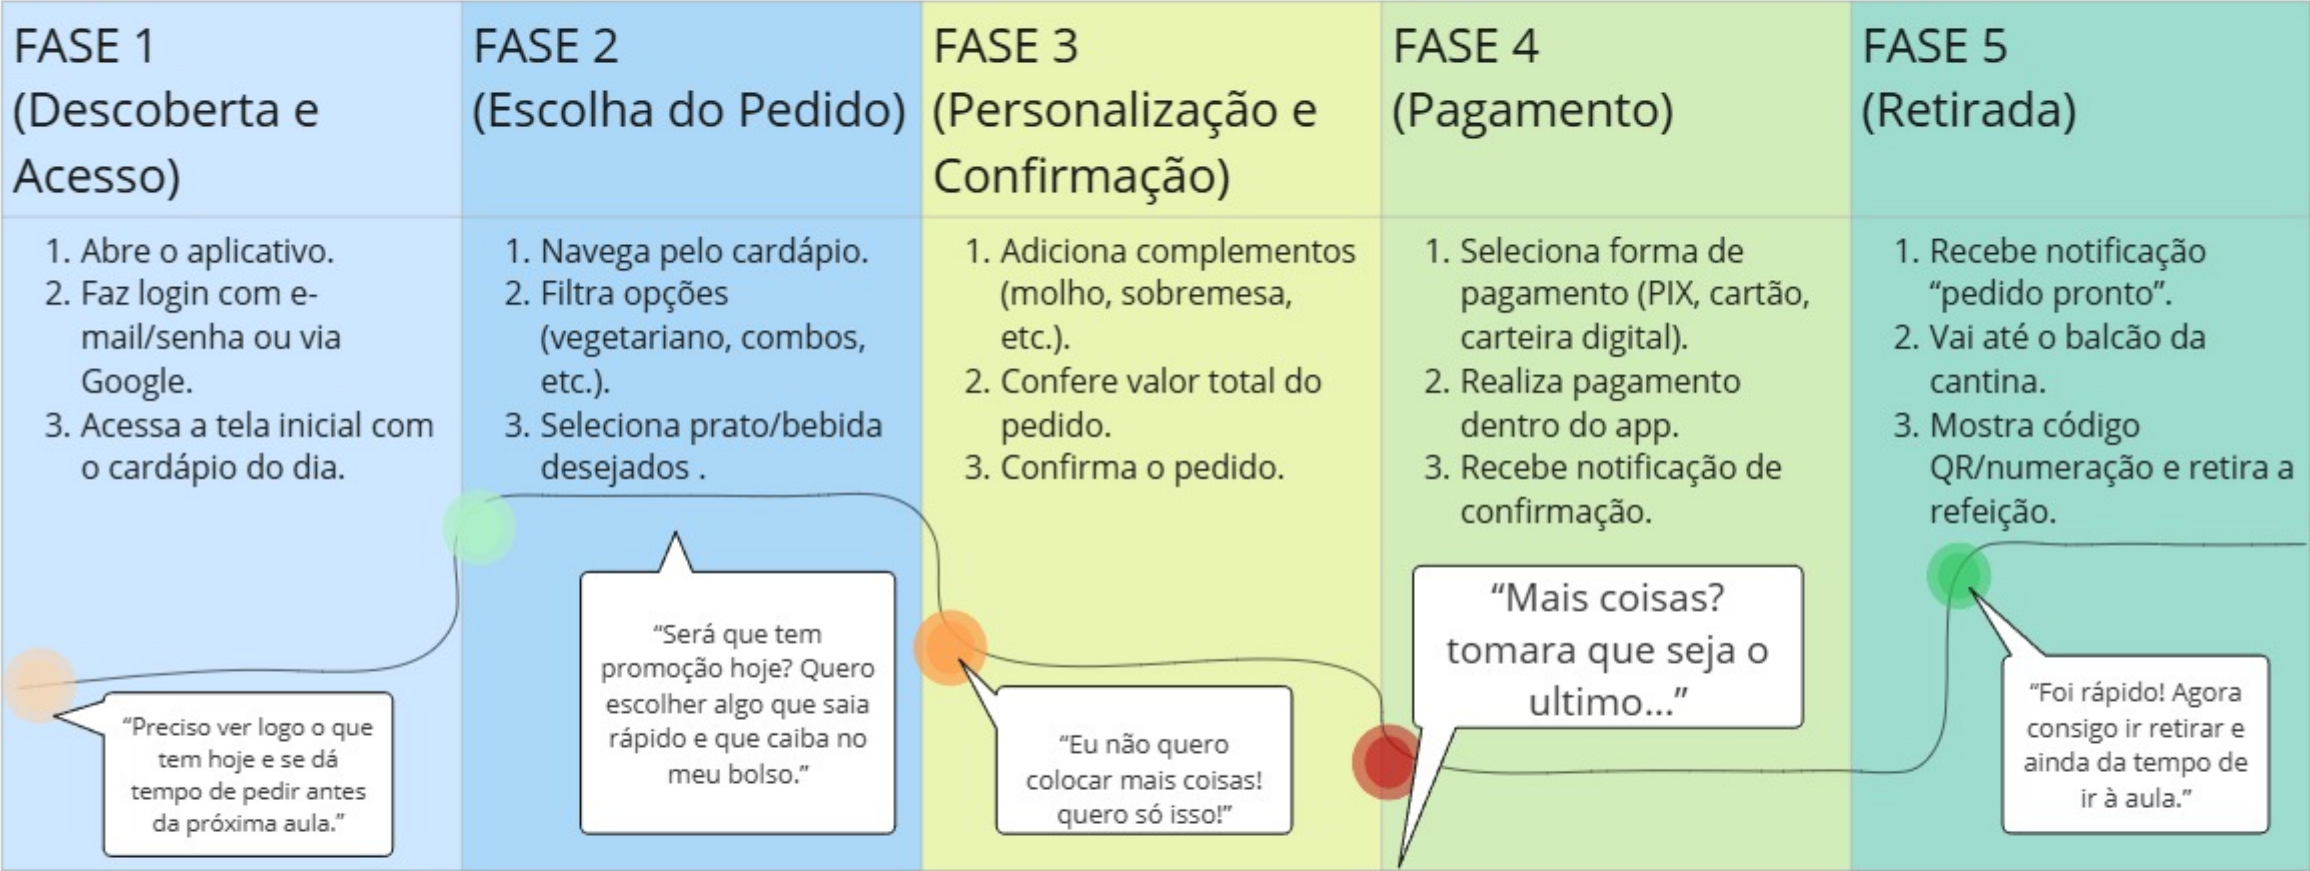 FASE 1
(Descoberta e
Acesso)
1. Abre o aplicativo.
2. Faz login com e-
mail/senha ou via
Google.
3. Acessa a tela inicial com
o cardápio do dia.
“Preciso ver logo o que
tem hoje e se dá
tempo de pedir antes
da próxima aula.”
FASE 2
(Escolha do Pedido)
1. Navega pelo cardápio.
2. Filtra opções
(vegetariano, combos,
etc.).
3. Seleciona prato/bebida
desejados .
“Será que tem
promoção hoje? Quero
escolher algo que saia
rápido e que caiba no
meu bolso.”
FASE 3
(Personalização e
Confirmação)
1. Adiciona complementos
(molho, sobremesa,
etc.).
2. Confere valor total do
pedido.
3. Confirma o pedido.
“Eu não quero
colocar mais coisas!
quero só isso!”
FASE 4
(Pagamento)
1. Seleciona forma de
pagamento (PIX, cartão,
carteira digital).
2. Realiza pagamento
dentro do app.
3. Recebe notificação de
confirmação.
“Mais coisas?
tomara que seja o
ultimo...”
FASE 5
(Retirada)
1. Recebe notificação
“pedido pronto”.
2. Vai até o balcão da
cantina.
3. Mostra código
QR/numeração e retira a
refeição.
“Foi rápido! Agora
consigo ir retirar e
ainda da tempo de
ir à aula.”